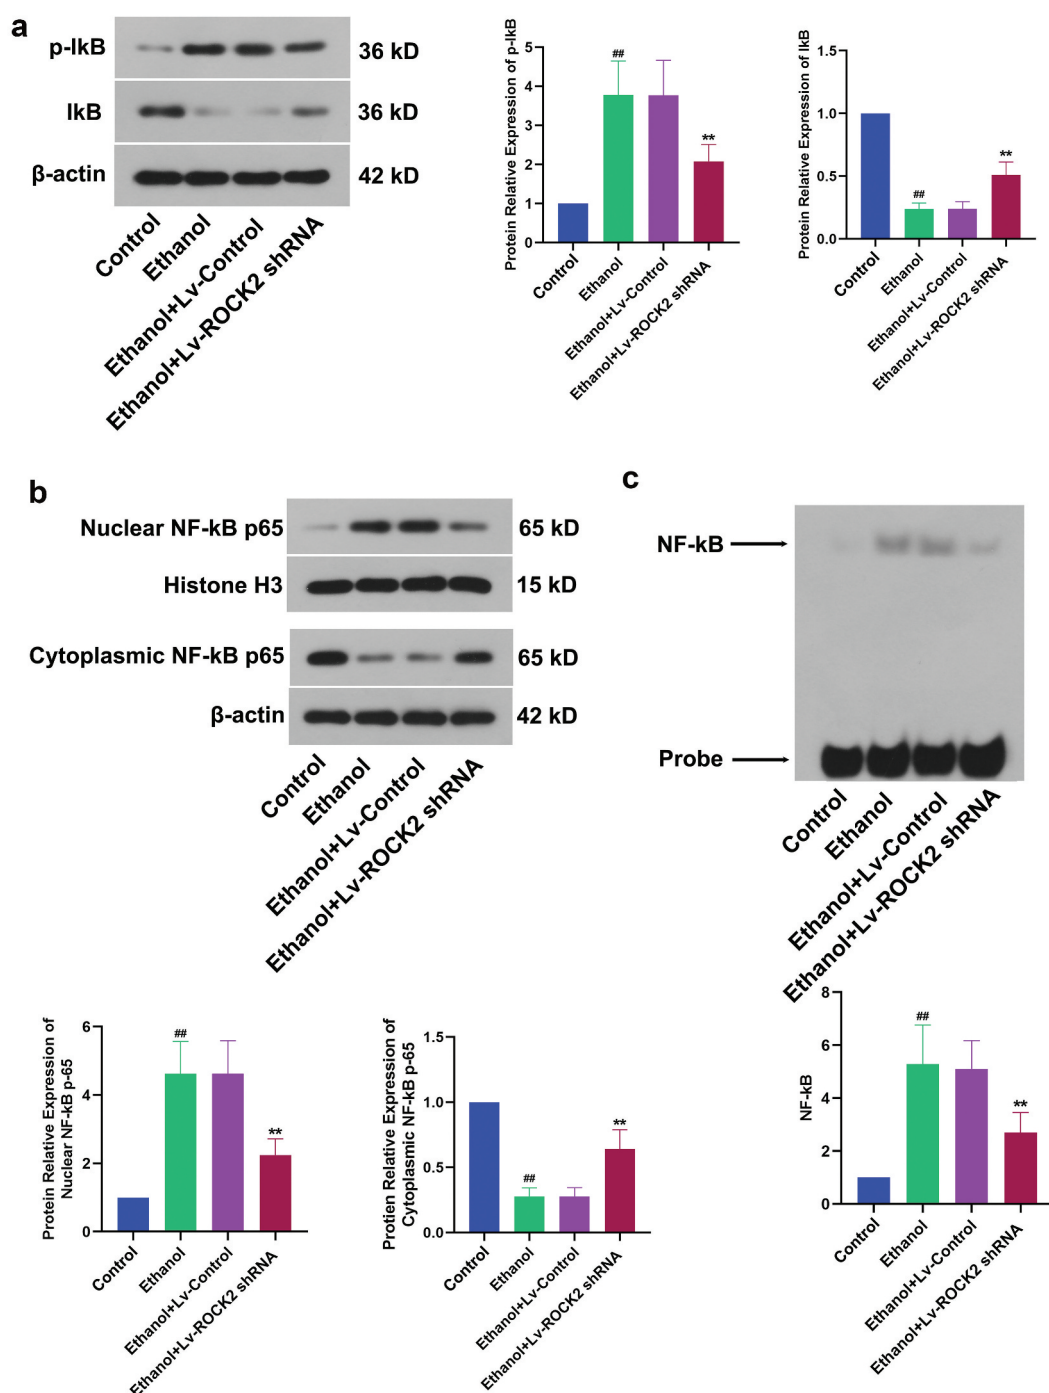 a
p-IkB
36 kD
IkB
36 kD
β-actin
42 kD
Control
Ethanol
Ethanol+Lv-Control
Ethanol+Lv-ROCK2 shRNA
Protein Relative Expression of p-IkB
5
4
3
2
1
0
##
**
Control
Ethanol
Ethanol+Lv-Control
Ethanol+Lv-ROCK2 shRNA
Protein Relative Expression of IkB
1.5
1.0
0.5
0.0
##
**
Control
Ethanol
Ethanol+Lv-Control
Ethanol+Lv-ROCK2 shRNA
b
Nuclear NF-kB p65
65 kD
Histone H3
15 kD
Cytoplasmic NF-kB p65
65 kD
β-actin
42 kD
Control
Ethanol
Ethanol+Lv-Control
Ethanol+Lv-ROCK2 shRNA
c
NF-kB
Probe
Control
Ethanol
Ethanol+Lv-Control
Ethanol+Lv-ROCK2 shRNA
Protein Relative Expression of
Nuclear NF-kB p-65
6
4
2
0
##
**
Control
Ethanol
Ethanol+Lv-Control
Ethanol+Lv-ROCK2 shRNA
Protien Relative Expression of
Cytoplasmic NF-kB p-65
1.5
1.0
0.5
0.0
##
**
Control
Ethanol
Ethanol+Lv-Control
Ethanol+Lv-ROCK2 shRNA
NF-kB
8
6
4
2
0
##
**
Control
Ethanol
Ethanol+Lv-Control
Ethanol+Lv-ROCK2 shRNA